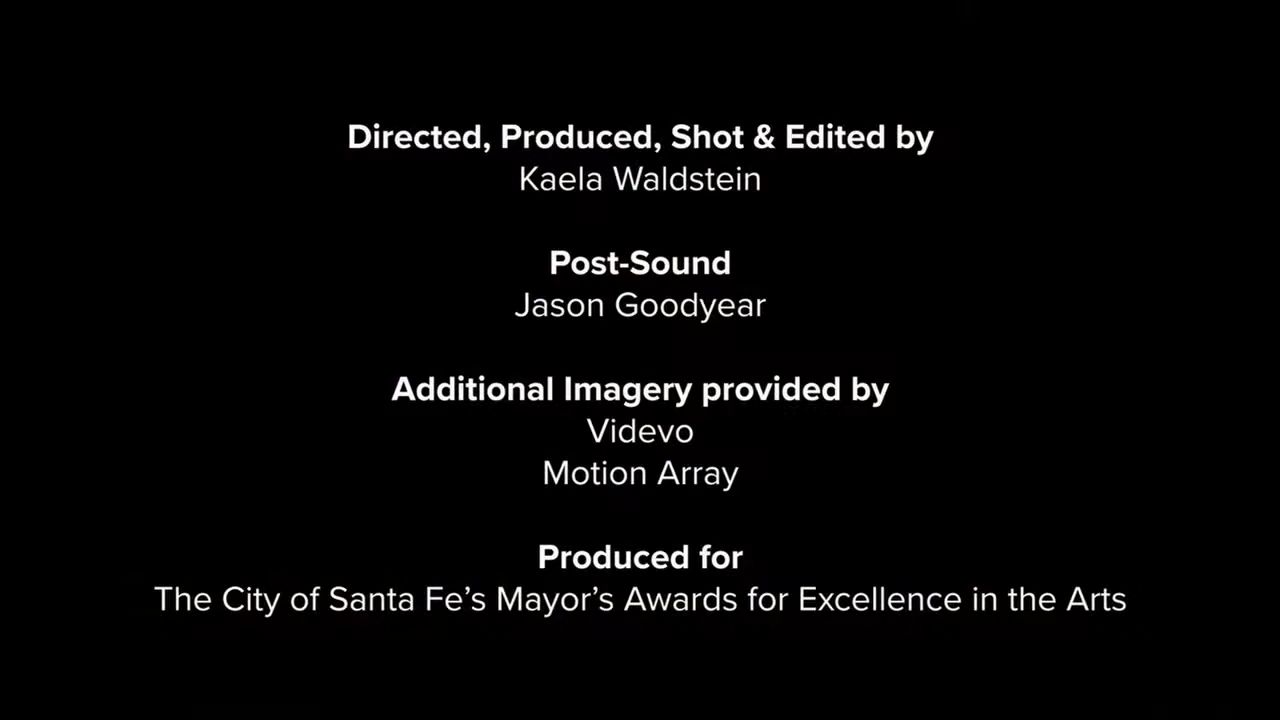 Directed, Produced, Shot & Edited by
Kaela Waldstein
Post-Sound
Jason Goodyear
Additional Imagery provided by
Videvo
Motion Array
Produced for
The City of Santa Fe’s Mayor’s Awards for Excellence in the Arts